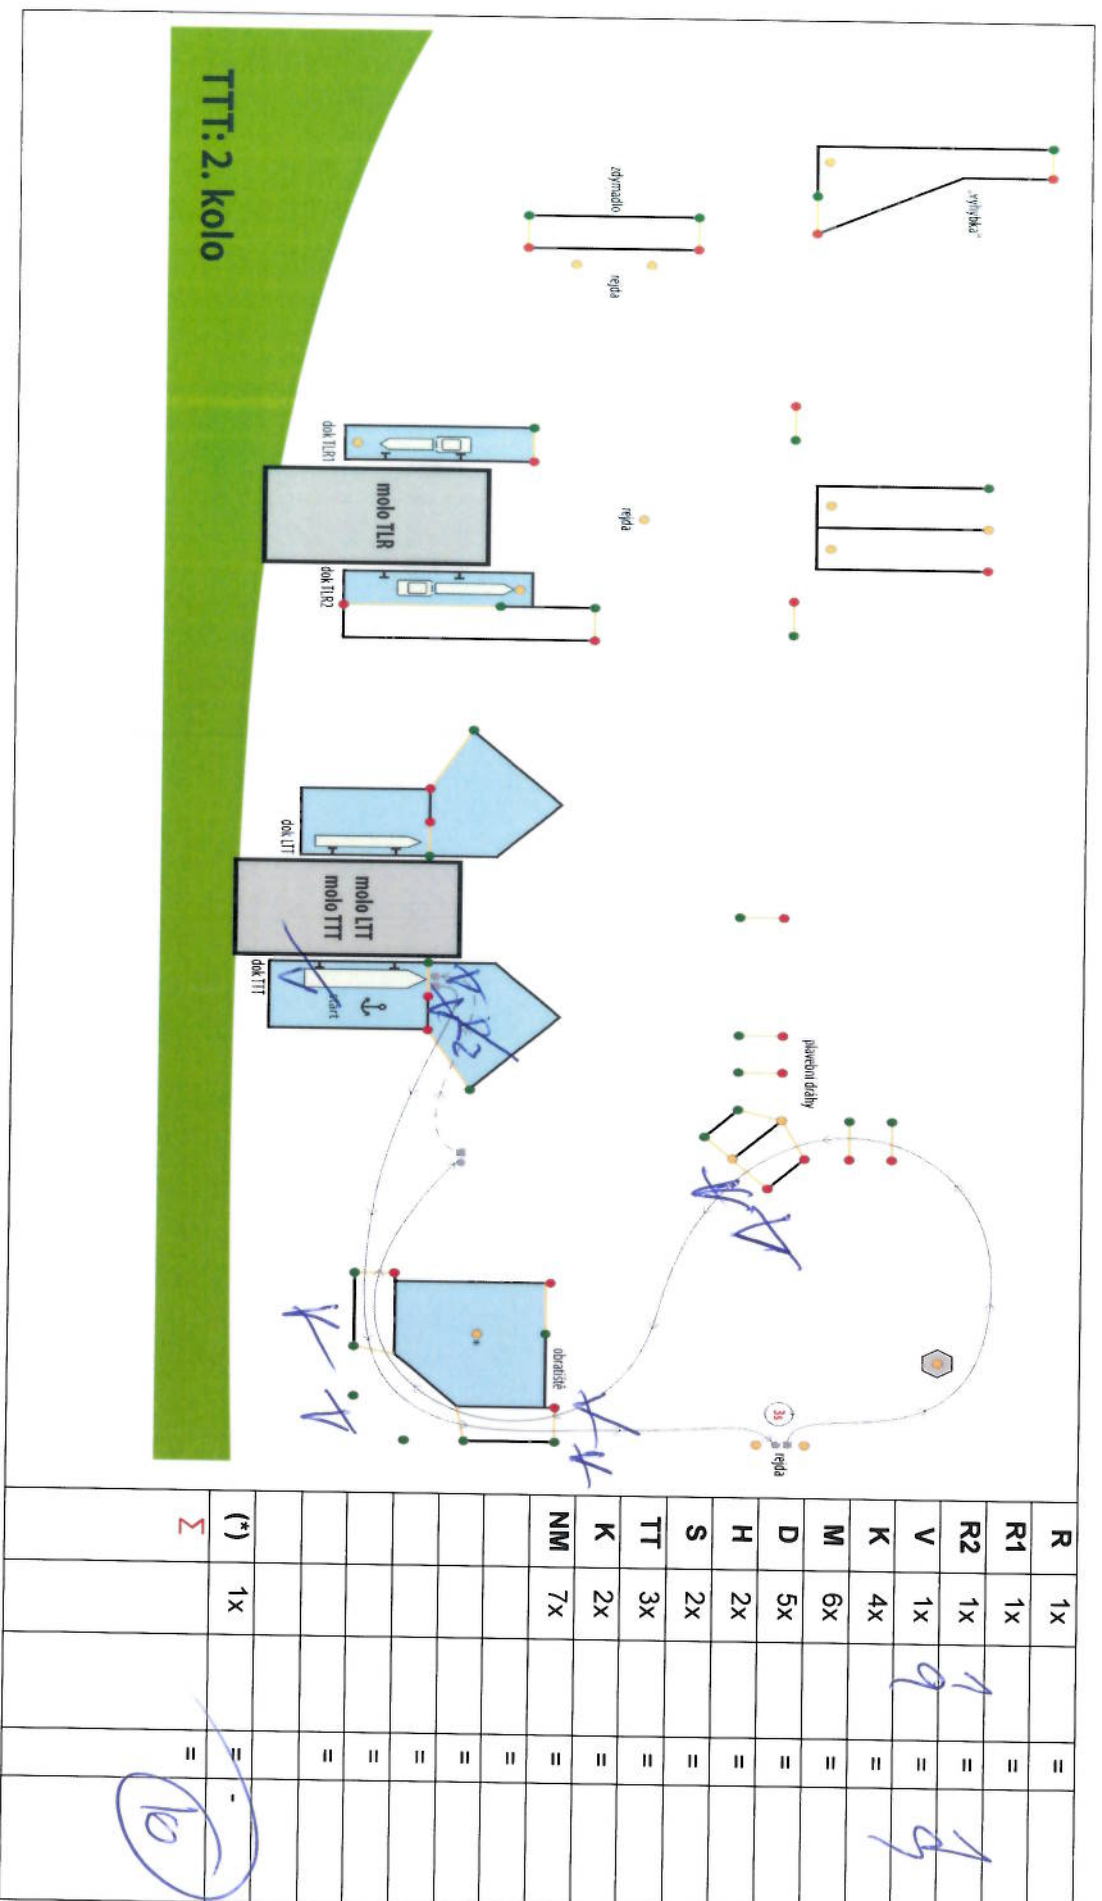 TTT: 2. kolo
„vyhýbka"
zdymadlo
rejda
dok TLR1
molo TLR
dok TLR2
rejda
dok LTT
molo LTT
molo TTT
dok TTT
start
plavební dráhy
obratiště
3s
rejda
R 1x =
R1 1x =
R2 1x 1 = 1
V 1x 9 = 9
K 4x =
M 6x =
D 5x =
H 2x =
S 2x =
TT 3x =
K 2x =
NM 7x =
=
=
=
=
=
(*) 1x = -
Σ = 10